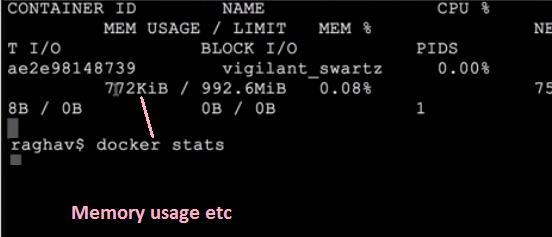 CONTAINER ID NAME CPU %
MEM USAGE / LIMIT MEM % NE
T I/O BLOCK I/O PIDS
ae2e98148739 vigilant_swartz 0.00%
772KiB / 992.6MiB 0.08% 75
8B / 0B 0B / 0B 1
raghav$ docker stats
Memory usage etc